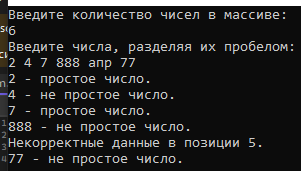 Введите количество чисел в массиве:
6
Введите числа, разделяя их пробелом:
2 4 7 888 апр 77
2 - простое число.
4 - не простое число.
7 - простое число.
888 - не простое число.
Некорректные данные в позиции 5.
77 - не простое число.